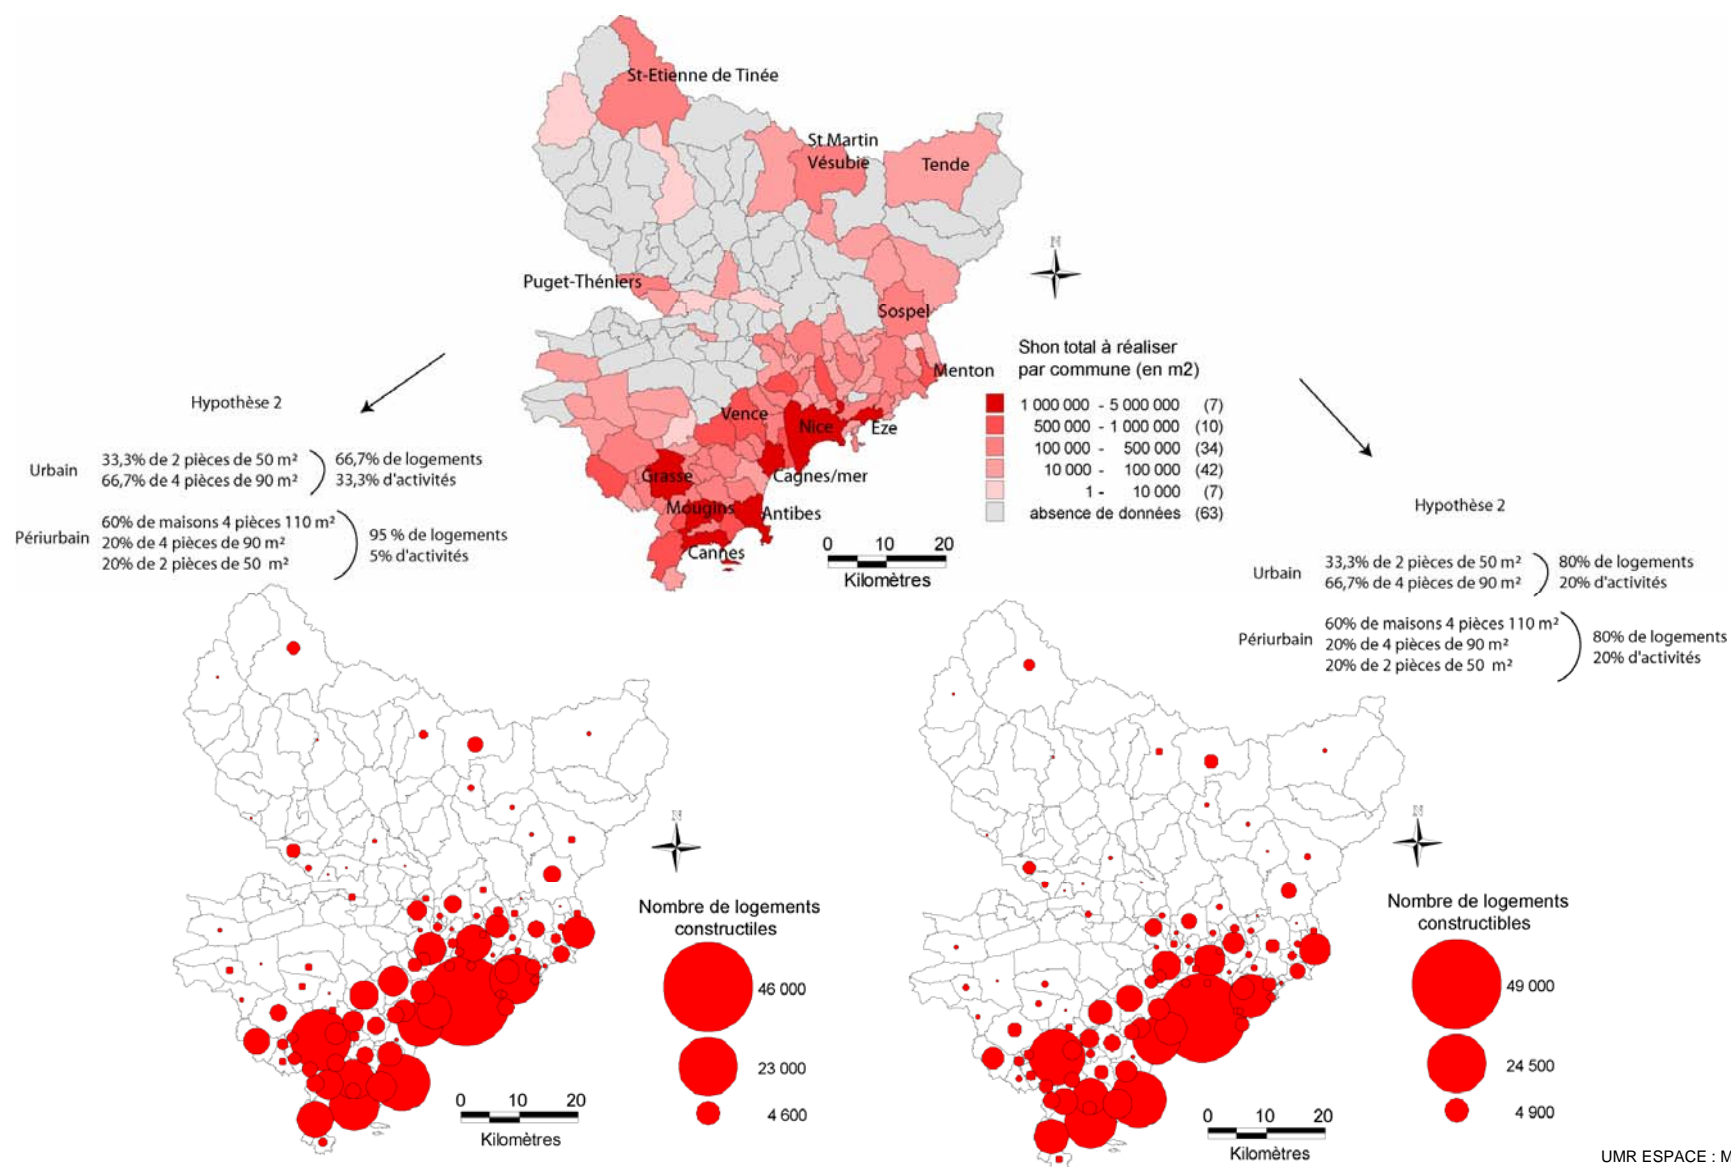 St-Etienne de Tinée
St Martin
Vésubie
Tende
Puget-Théniers
Sospel
Menton
Vence
Nice
Eze
Grasse
Cagnes/mer
Mougins
Antibes
Cannes
0 10 20
Kilomètres
Shon total à réaliser
par commune (en m2)
1 000 000 - 5 000 000 (7)
500 000 - 1 000 000 (10)
100 000 - 500 000 (34)
10 000 - 100 000 (42)
1 - 10 000 (7)
absence de données (63)
Hypothèse 2
Urbain
33,3% de 2 pièces de 50 m²
66,7% de 4 pièces de 90 m²
66,7% de logements
33,3% d'activités
Périurbain
60% de maisons 4 pièces 110 m²
20% de 4 pièces de 90 m²
20% de 2 pièces de 50 m²
95 % de logements
5% d'activités
Hypothèse 2
Urbain
33,3% de 2 pièces de 50 m²
66,7% de 4 pièces de 90 m²
80% de logements
20% d'activités
Périurbain
60% de maisons 4 pièces 110 m²
20% de 4 pièces de 90 m²
20% de 2 pièces de 50 m²
80% de logements
20% d'activités
Nombre de logements
constructiles
46 000
23 000
4 600
0 10 20
Kilomètres
Nombre de logements
constructibles
49 000
24 500
4 900
0 10 20
Kilomètres
UMR ESPACE : M